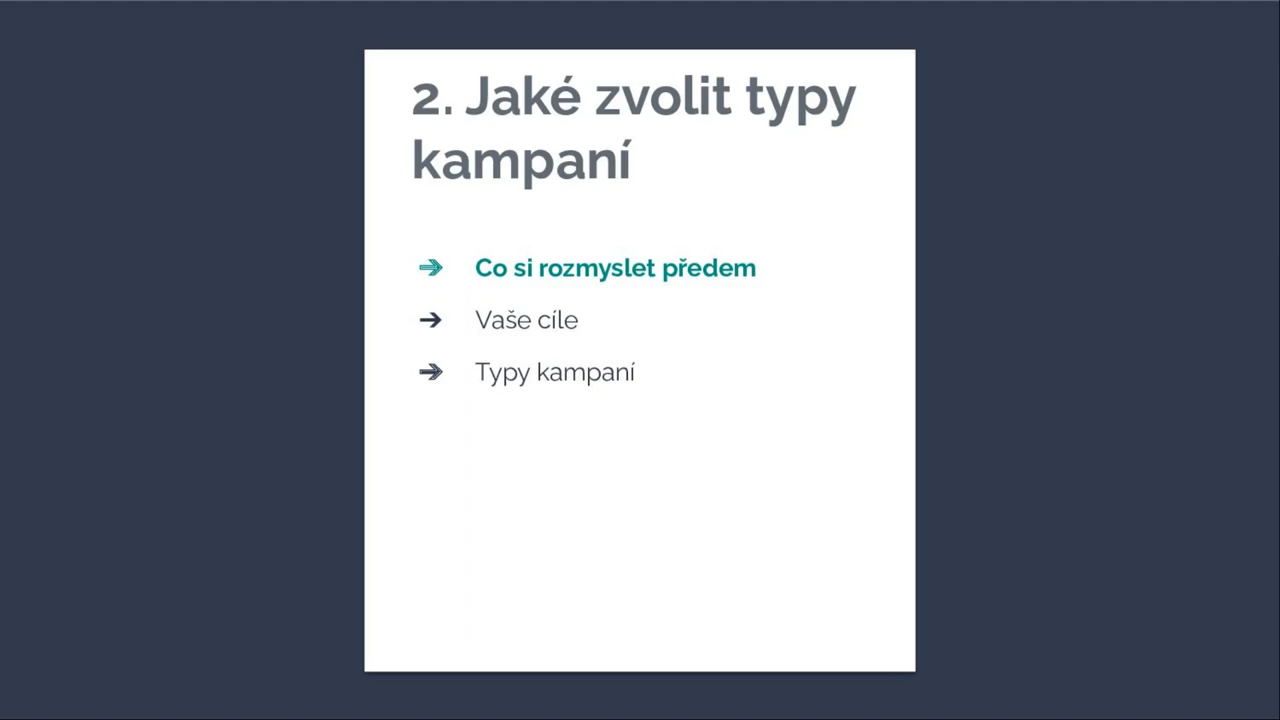 2. Jaké zvolit typy
kampaní
➔ Co si rozmyslet předem
➔ Vaše cíle
➔ Typy kampaní